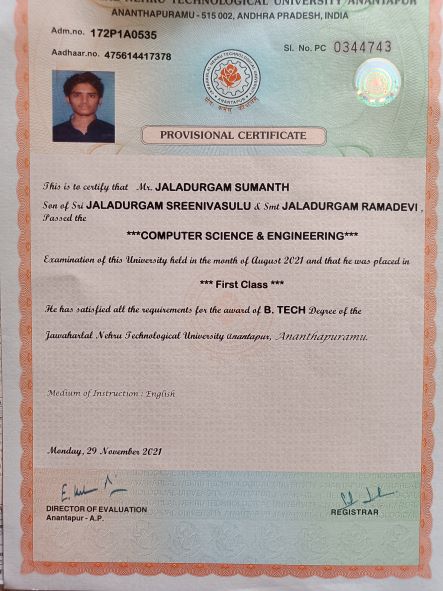 NEHRU TECHNOLOGICAL UNIVERSITY ANANTAPUR
ANANTHAPURAMU - 515 002, ANDHRA PRADESH, INDIA
Adm.no. 172P1A0535
Aadhaar.no. 475614417378
Sl. No. PC 0344743
PROVISIONAL CERTIFICATE
This is to certify that Mr. JALADURGAM SUMANTH
Son of Sri JALADURGAM SREENIVASULU & Smt JALADURGAM RAMADEVI ,
Passed the
***COMPUTER SCIENCE & ENGINEERING***
Examination of this University held in the month of August 2021 and that he was placed in
*** First Class ***
He has satisfied all the requirements for the award of B. TECH Degree of the
Jawaharlal Nehru Technological University Anantapur, Ananthapuramu.
Medium of Instruction : English
Monday, 29 November 2021
DIRECTOR OF EVALUATION
Anantapur - A.P.
REGISTRAR